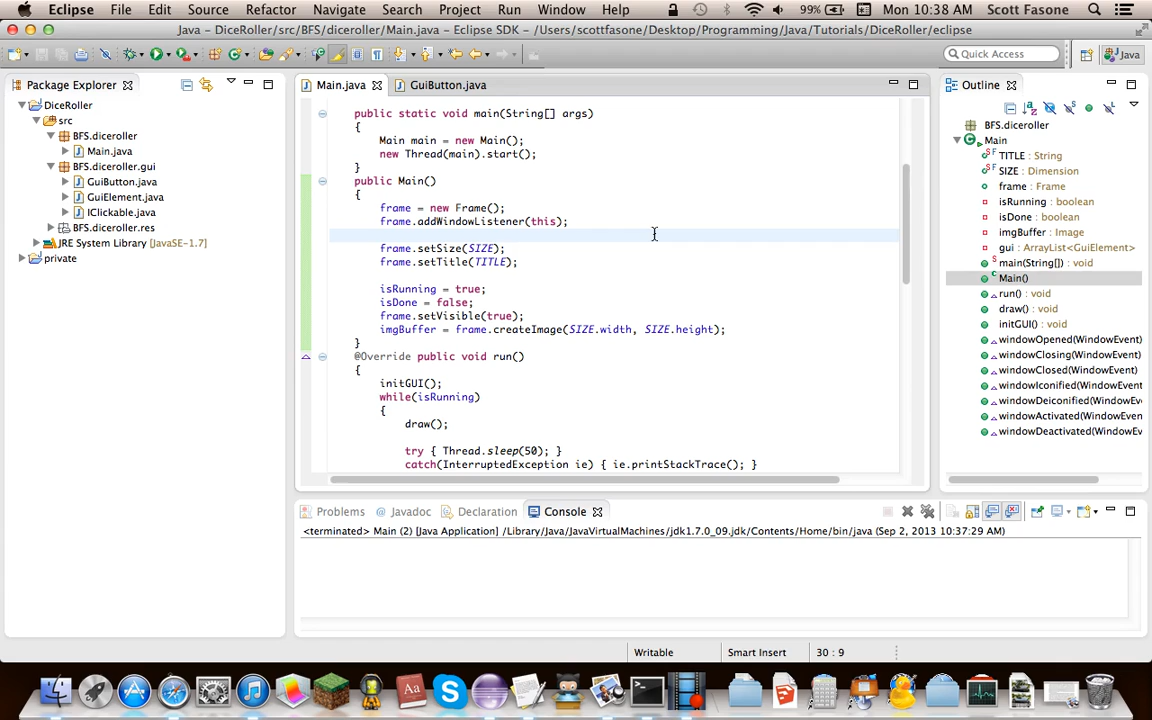 Eclipse File Edit Source Refactor Navigate Search Project Run Window Help 99% Mon 10:38 AM Scott Fasone
Java – DiceRoller/src/BFS/diceroller/Main.java – Eclipse SDK – /Users/scottfasone/Desktop/Programming/Java/Tutorials/DiceRoller/eclipse
Quick Access Java
Package Explorer
DiceRoller
src
BFS.diceroller
Main.java
BFS.diceroller.gui
GuiButton.java
GuiElement.java
IClickable.java
BFS.diceroller.res
JRE System Library [JavaSE-1.7]
private
Main.java GuiButton.java
public static void main(String[] args)
{
Main main = new Main();
new Thread(main).start();
}
public Main()
{
frame = new Frame();
frame.addWindowListener(this);
frame.setSize(SIZE);
frame.setTitle(TITLE);
isRunning = true;
isDone = false;
frame.setVisible(true);
imgBuffer = frame.createImage(SIZE.width, SIZE.height);
}
@Override public void run()
{
initGUI();
while(isRunning)
{
draw();
try { Thread.sleep(50); }
catch(InterruptedException ie) { ie.printStackTrace(); }
Outline
BFS.diceroller
Main
TITLE : String
SIZE : Dimension
frame : Frame
isRunning : boolean
isDone : boolean
imgBuffer : Image
gui : ArrayList<GuiElement>
main(String[]) : void
Main()
run() : void
draw() : void
initGUI() : void
windowOpened(WindowEvent)
windowClosing(WindowEvent)
windowClosed(WindowEvent)
windowIconified(WindowEvent
windowDeiconified(WindowEve
windowActivated(WindowEvent
windowDeactivated(WindowEv
Problems Javadoc Declaration Console
<terminated> Main (2) [Java Application] /Library/Java/JavaVirtualMachines/jdk1.7.0_09.jdk/Contents/Home/bin/java (Sep 2, 2013 10:37:29 AM)
Writable Smart Insert 30 : 9